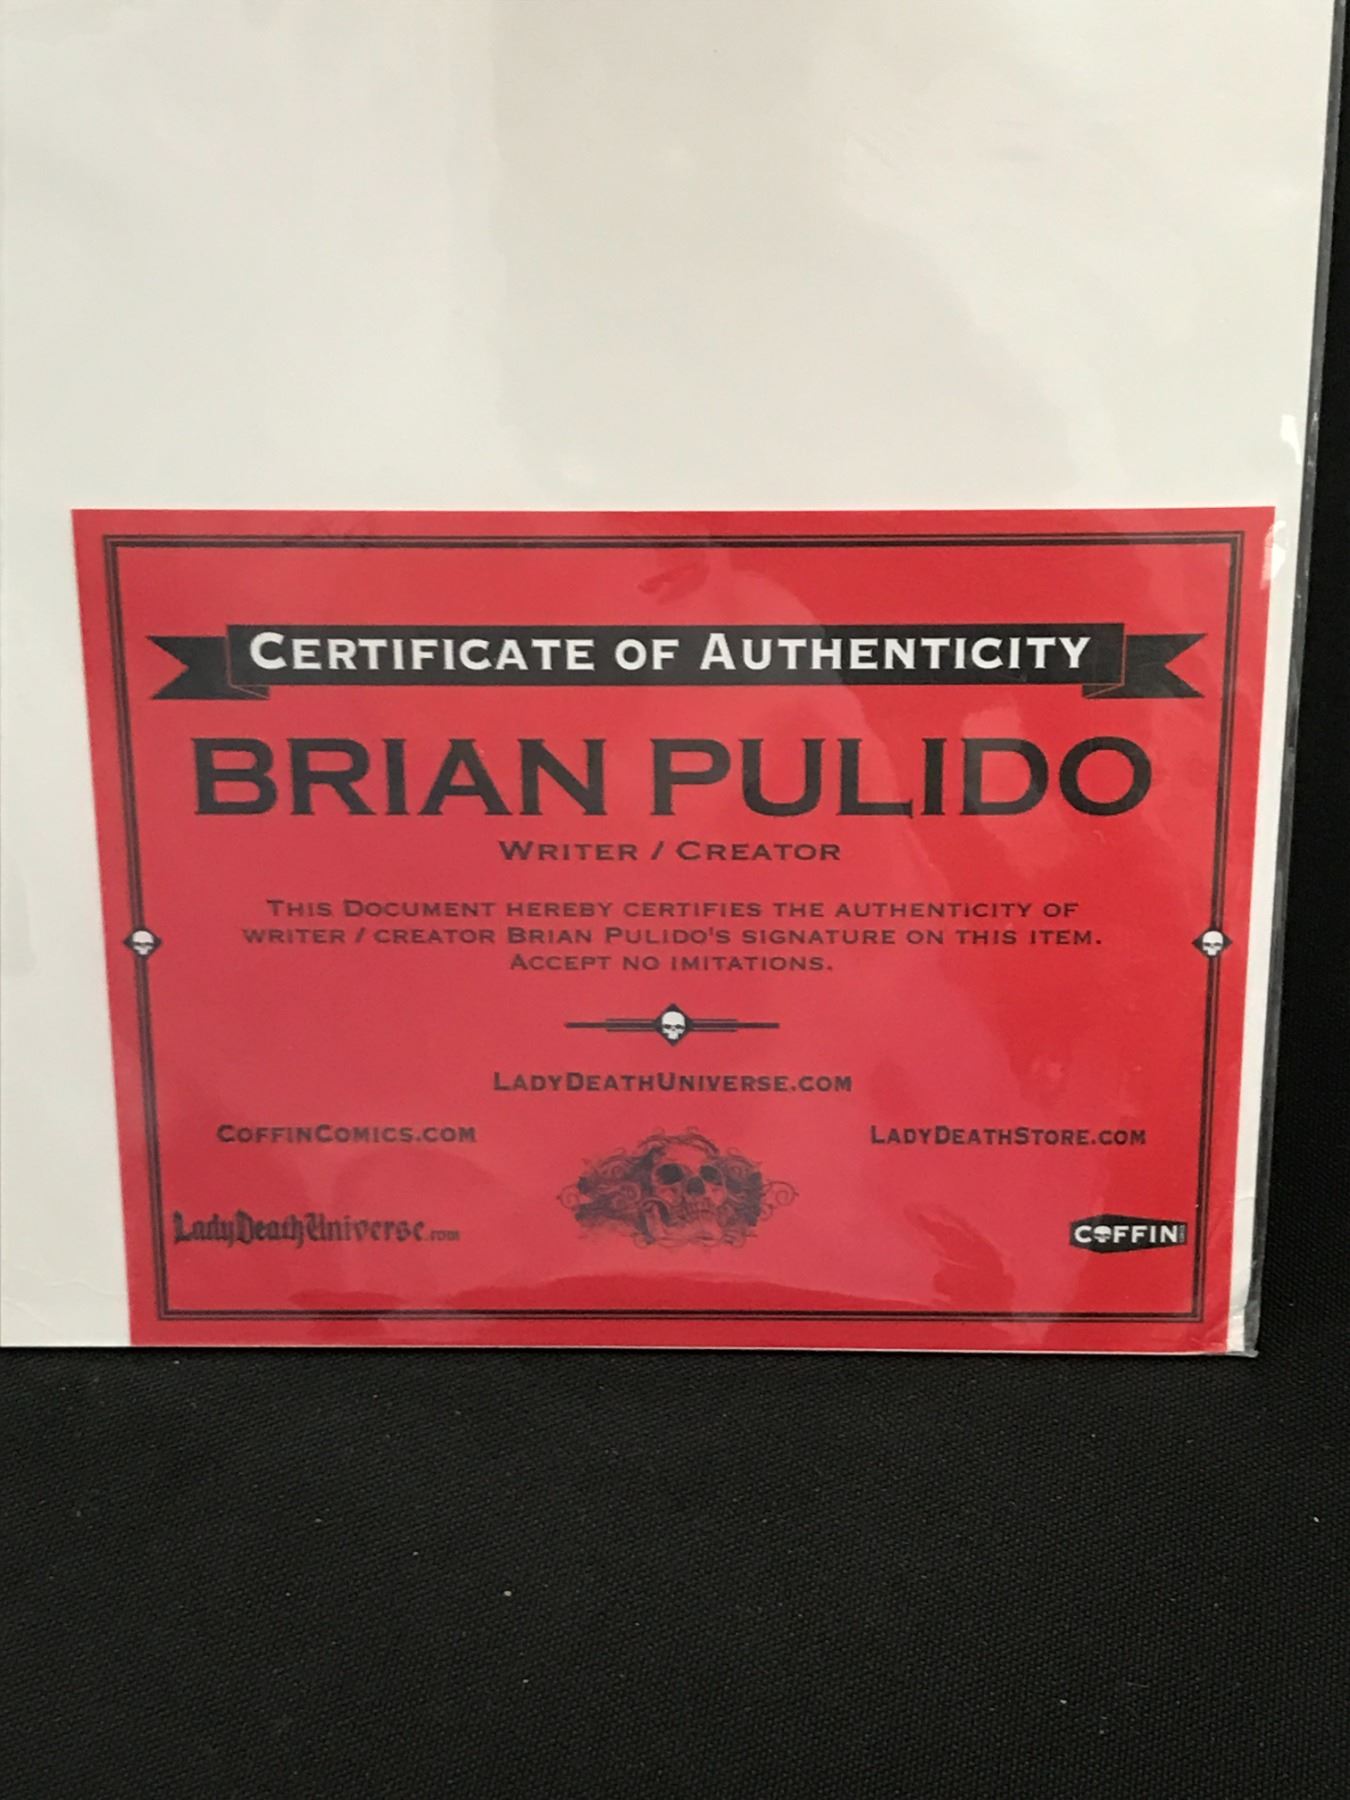 CERTIFICATE OF AUTHENTICITY
BRIAN PULIDO
WRITER / CREATOR
THIS DOCUMENT HEREBY CERTIFIES THE AUTHENTICITY OF
WRITER / CREATOR BRIAN PULIDO'S SIGNATURE ON THIS ITEM.
ACCEPT NO IMITATIONS.
LADYDEATHUNIVERSE.COM
COFFINCOMICS.COM
LADYDEATHSTORE.COM
LadyDeathUniverse.com
COFFIN